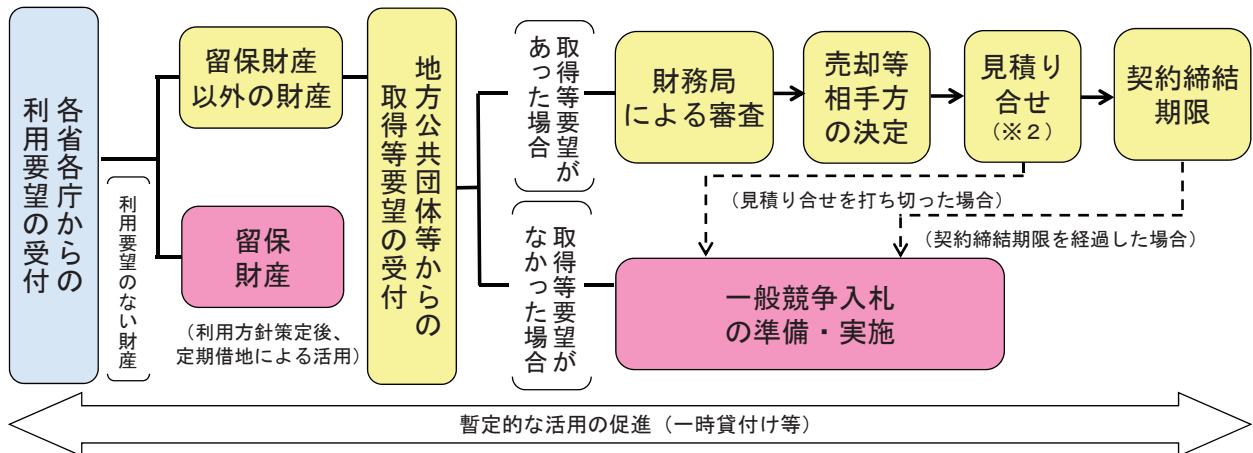 各省各庁からの
利用要望の受付
利用要望のない財産
留保財産
以外の財産
留保
財産
（利用方針策定後、
定期借地による活用）
地方公共団体等からの
取得等要望の受付
取得等要望が
あった場合
取得等要望が
なかった場合
財務局
による審査
売却等
相手方
の決定
見積り
合せ
（※２）
契約締結
期限
（見積り合せを打ち切った場合）
（契約締結期限を経過した場合）
一般競争入札
の準備・実施
暫定的な活用の促進（一時貸付け等）